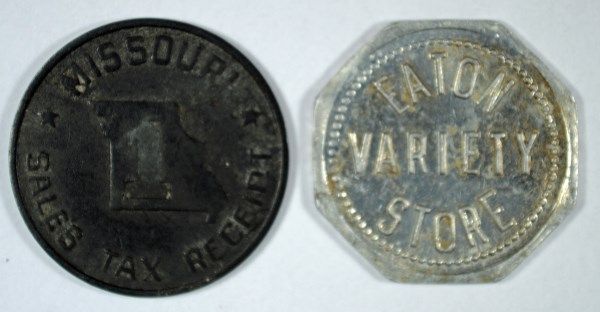 MISSOURI
1
SALES TAX RECEIPT
EATON
VARIETY
STORE